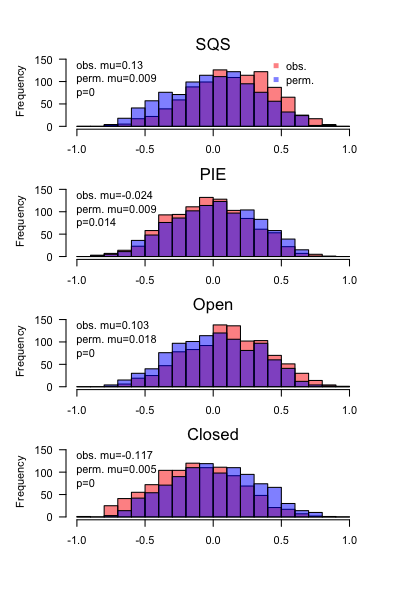 SQS
obs. mu=0.13
perm. mu=0.009
p=0
obs.
perm.
Frequency
150
100
50
0
-1.0 -0.5 0.0 0.5 1.0
PIE
obs. mu=-0.024
perm. mu=0.009
p=0.014
Frequency
150
100
50
0
-1.0 -0.5 0.0 0.5 1.0
Open
obs. mu=0.103
perm. mu=0.018
p=0
Frequency
150
100
50
0
-1.0 -0.5 0.0 0.5 1.0
Closed
obs. mu=-0.117
perm. mu=0.005
p=0
Frequency
150
100
50
0
-1.0 -0.5 0.0 0.5 1.0